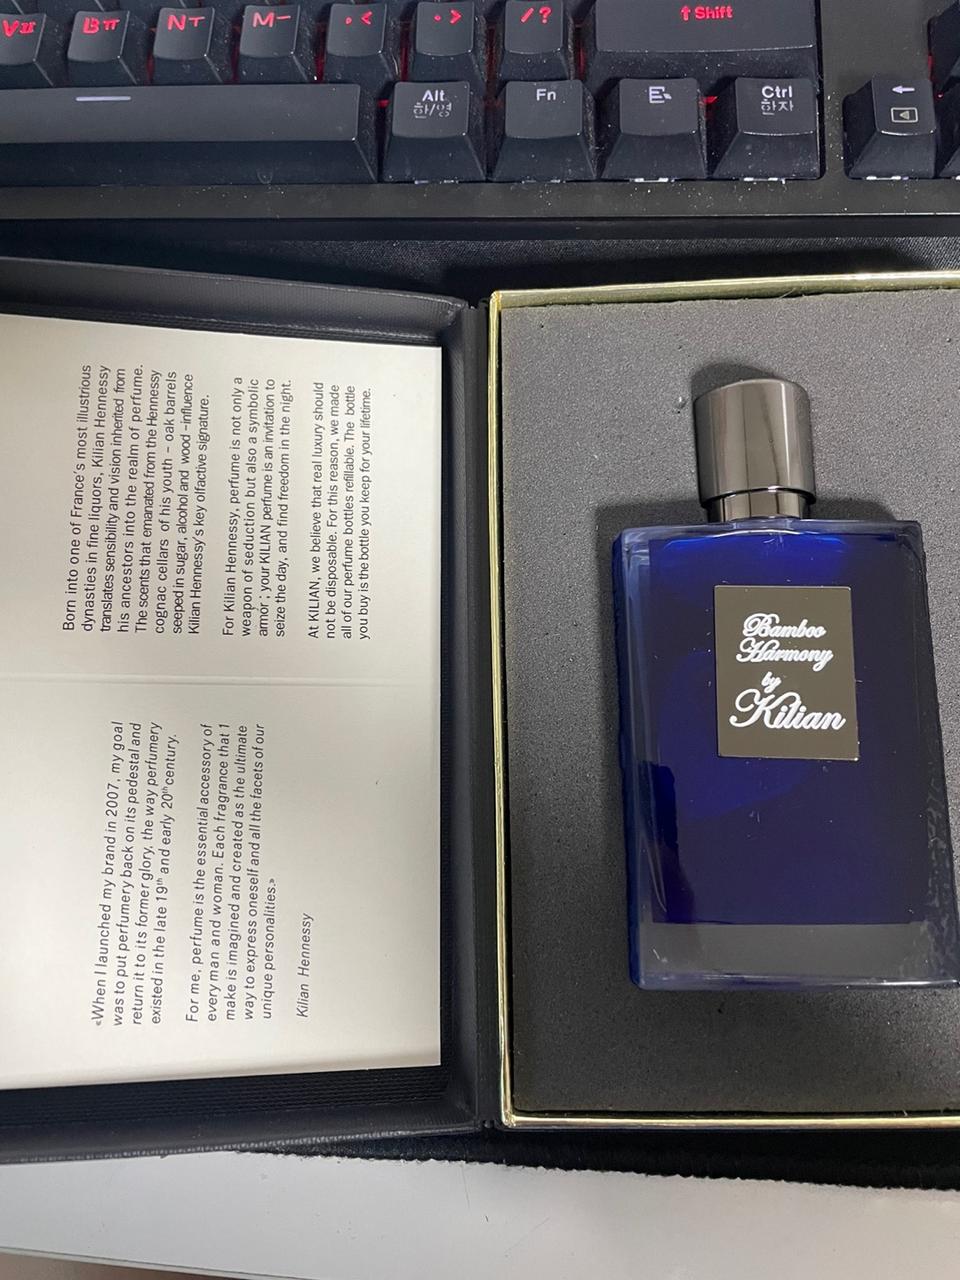 V ㅍ
B ㅠ
N ㅜ
M ㅡ
, <
. >
/ ?
⇧ Shift
Alt
한/영
Fn
Ctrl
한자
Born into one of France's most illustrious
dynasties in fine liquors, Kilian Hennessy
translates sensibility and vision inherited from
his ancestors into the realm of perfume.
The scents that emanated from the Hennessy
cognac cellars of his youth – oak barrels
seeped in sugar, alcohol and wood -influence
Kilian Hennessy's key olfactive signature.
For Kilian Hennessy, perfume is not only a
weapon of seduction but also a symbolic
armor ; your KILIAN perfume is an invitation to
seize the day, and find freedom in the night.
At KILIAN, we believe that real luxury should
not be disposable. For this reason, we made
all of our perfume bottles refillable. The bottle
you buy is the bottle you keep for your lifetime.
«When I launched my brand in 2007, my goal
was to put perfumery back on its pedestal and
return it to its former glory, the way perfumery
existed in the late 19th and early 20th century.
For me, perfume is the essential accessory of
every man and woman. Each fragrance that I
make is imagined and created as the ultimate
way to express oneself and all the facets of our
unique personalities.»
Kilian Hennessy
Bamboo
Harmony
by
Kilian